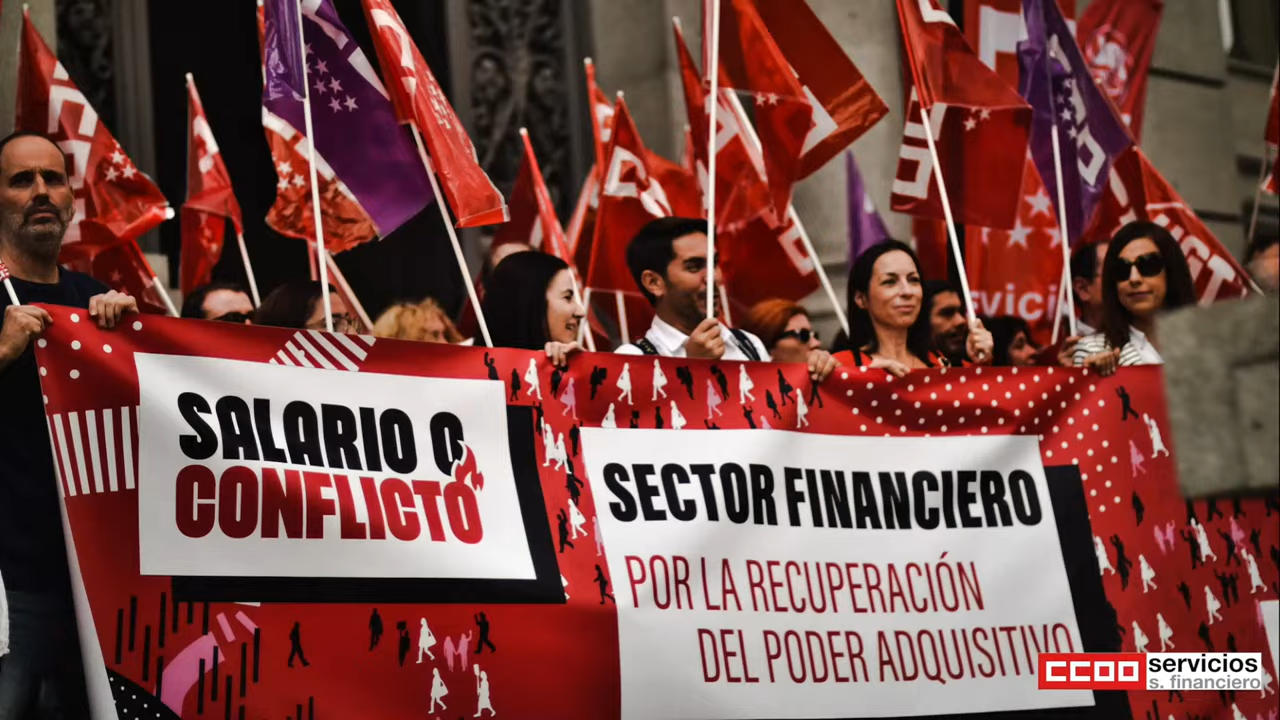 SALARIO O
CONFLICTO
SECTOR FINANCIERO
POR LA RECUPERACIÓN
DEL PODER ADQUISITIVO
CCOO servicios
s. financiero